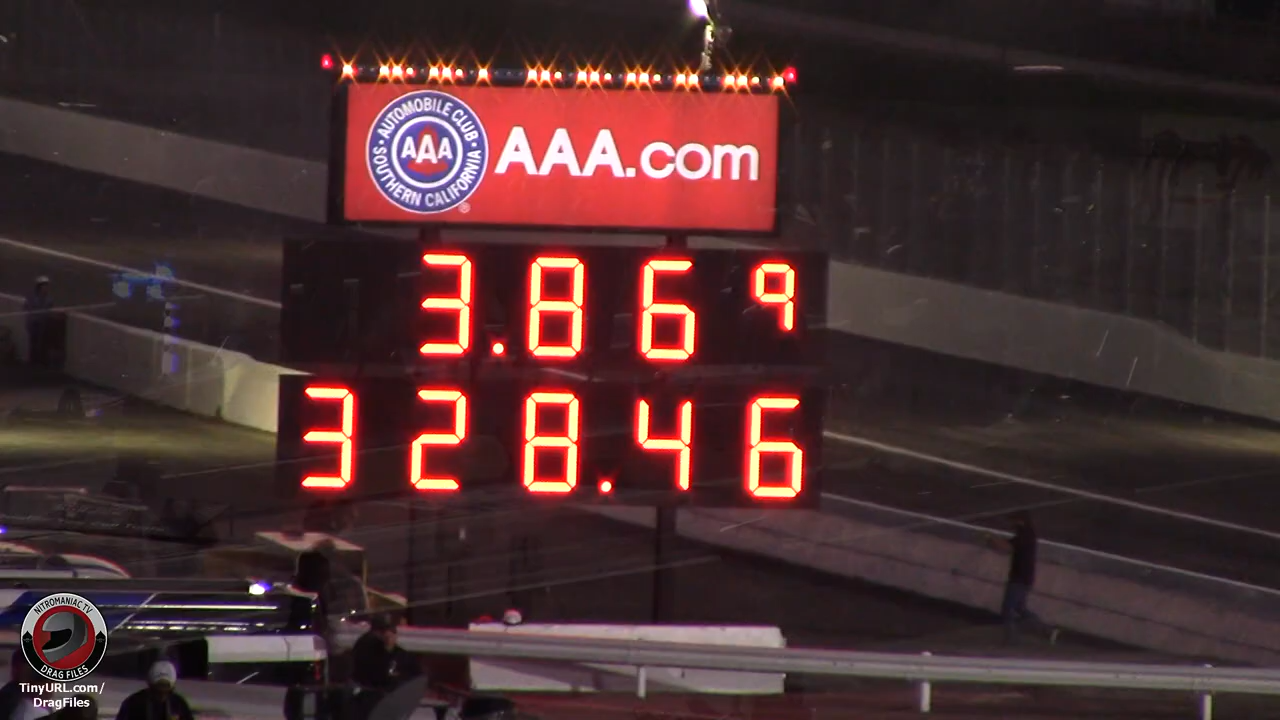 AUTOMOBILE CLUB
AAA
SOUTHERN CALIFORNIA
®
AAA.com
3.869
328.46
NITROMANIAC TV
DRAG FILES
TinyURL.com/
DragFiles